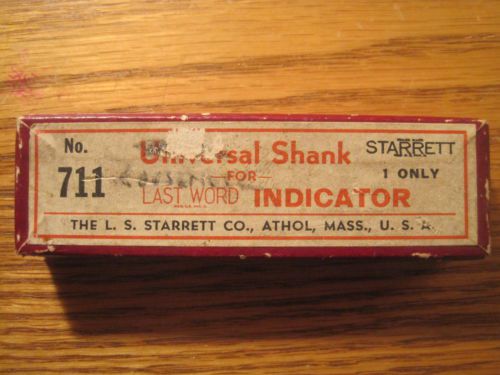 No. 711
Universal Shank
FOR
LAST WORD INDICATOR
STARRETT
1 ONLY
THE L. S. STARRETT CO., ATHOL, MASS., U. S. A.